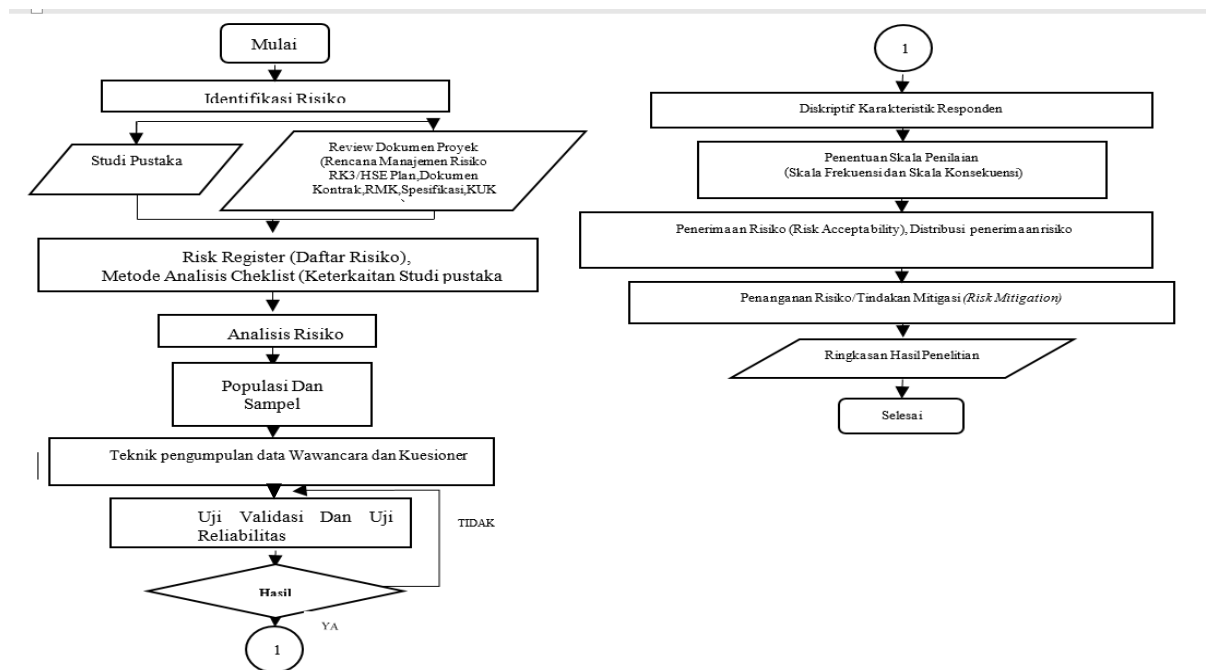 Mulai
Identifikasi Risiko
Studi Pustaka
Review Dokumen Proyek
(Rencana Manajemen Risiko
RK3/HSE Plan,Dokumen
Kontrak,RMK,Spesifikasi,KUK
Risk Register (Daftar Risiko),
Metode Analisis Cheklist (Keterkaitan Studi pustaka
Analisis Risiko
Populasi Dan
Sampel
Teknik pengumpulan data Wawancara dan Kuesioner
Uji Validasi Dan Uji
Reliabilitas
TIDAK
Hasil
YA
1
1
Diskriptif Karakteristik Responden
Penentuan Skala Penilaian
(Skala Frekuensi dan Skala Konsekuensi)
Penerimaan Risiko (Risk Acceptability), Distribusi penerimaan risiko
Penanganan Risiko/Tindakan Mitigasi (Risk Mitigation)
Ringkasan Hasil Penelitian
Selesai